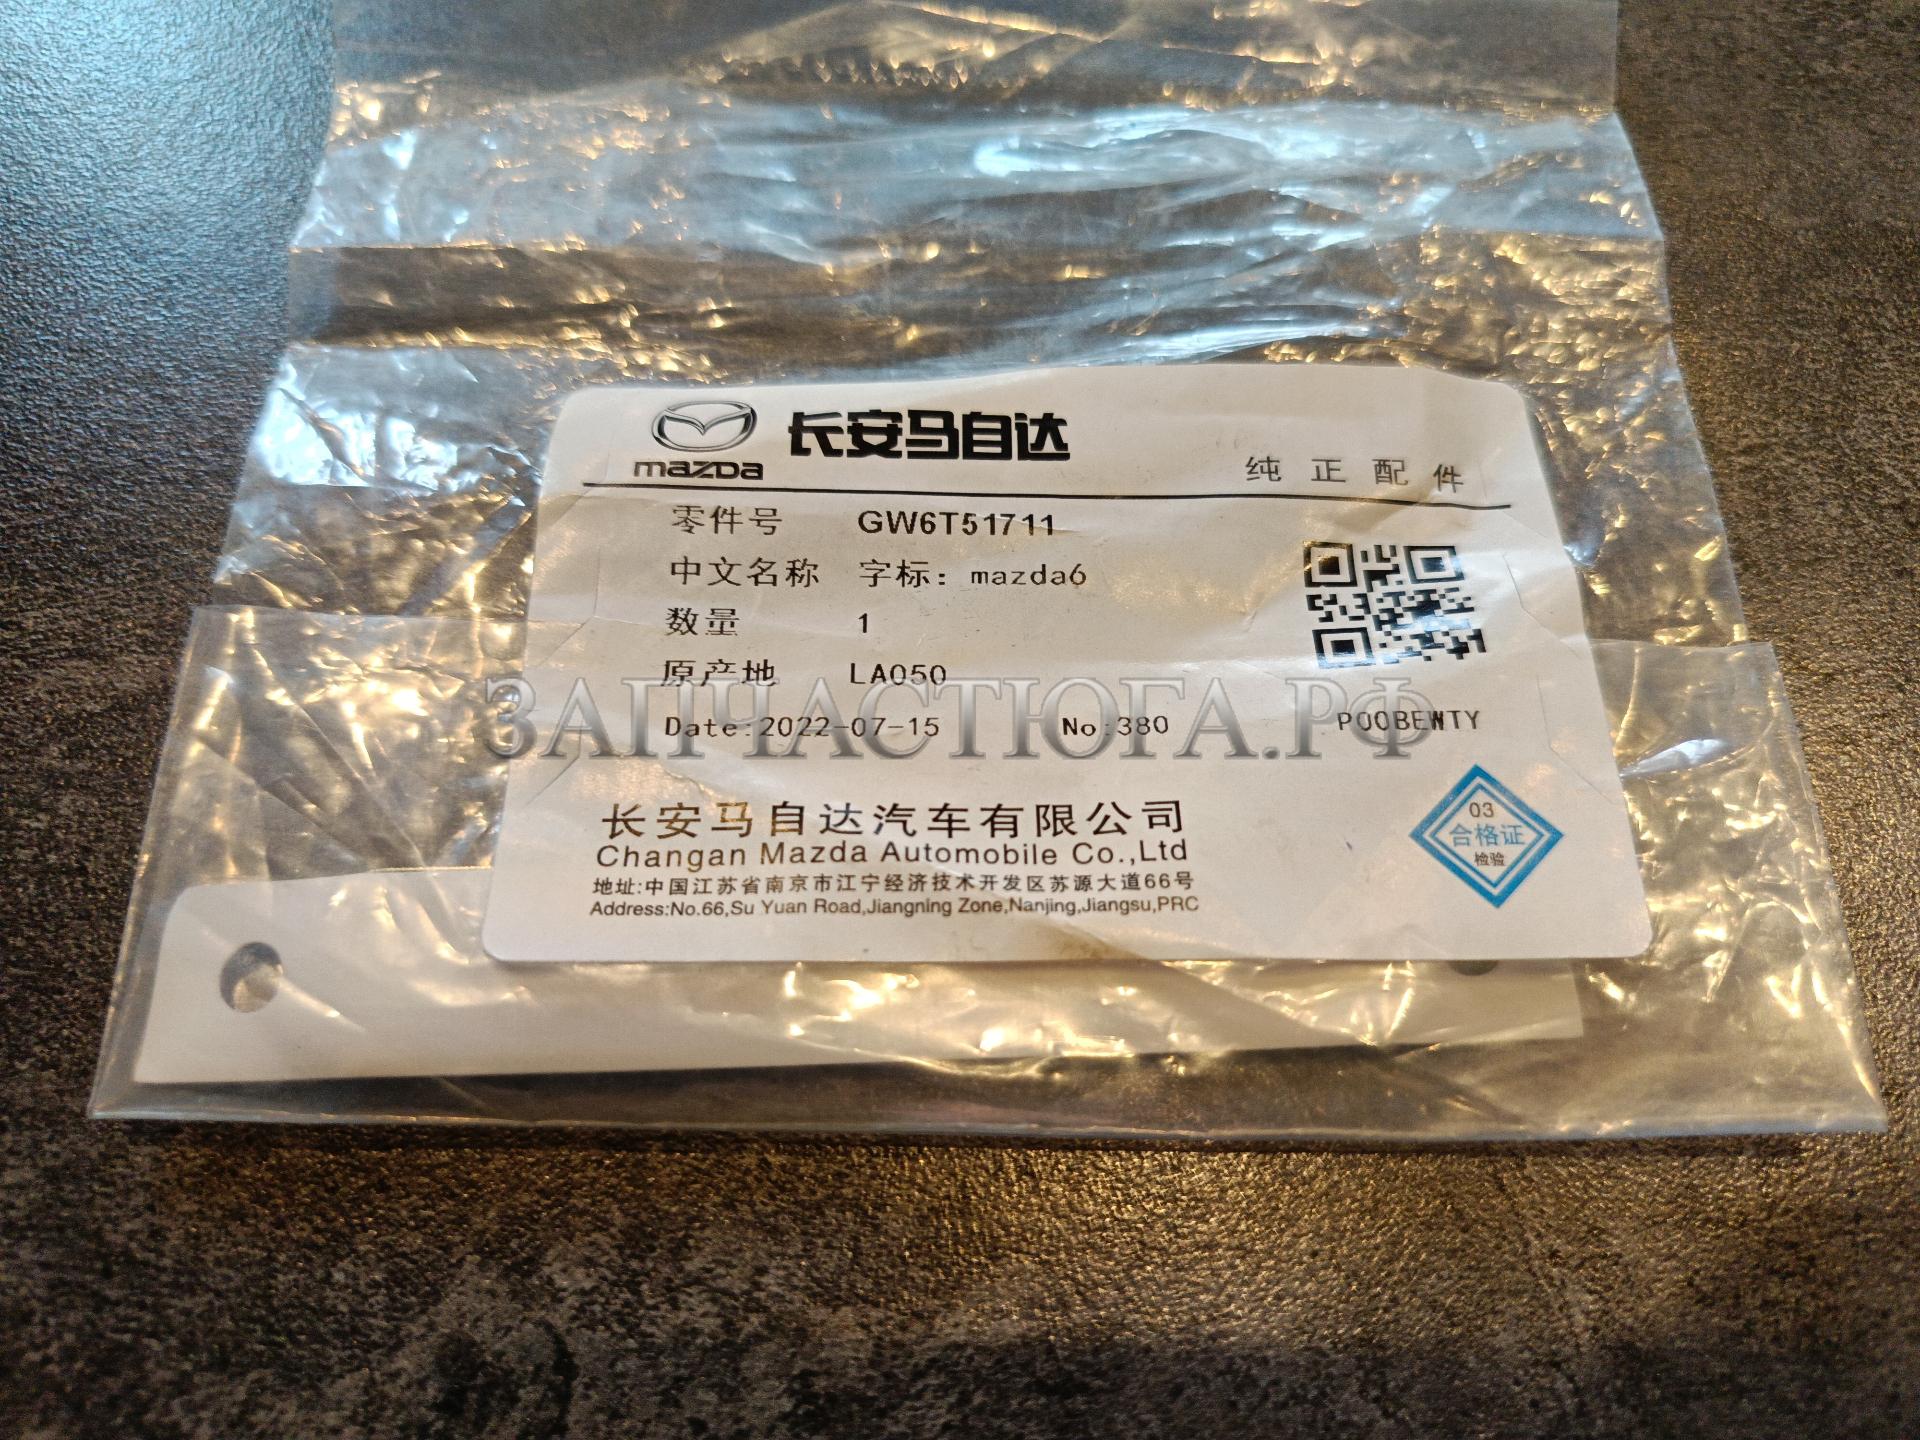 mazda
长安马自达
纯正配件
零件号 GW6T51711
中文名称 字标：mazda6
数量 1
原产地 LA050
ЗАПЧАСТЮГА.РФ
Date:2022-07-15 No:380 P00BEWTY
03
合格证
检验
长安马自达汽车有限公司
Changan Mazda Automobile Co.,Ltd
地址:中国江苏省南京市江宁经济技术开发区苏源大道66号
Address:No.66,Su Yuan Road,Jiangning Zone,Nanjing,Jiangsu,PRC